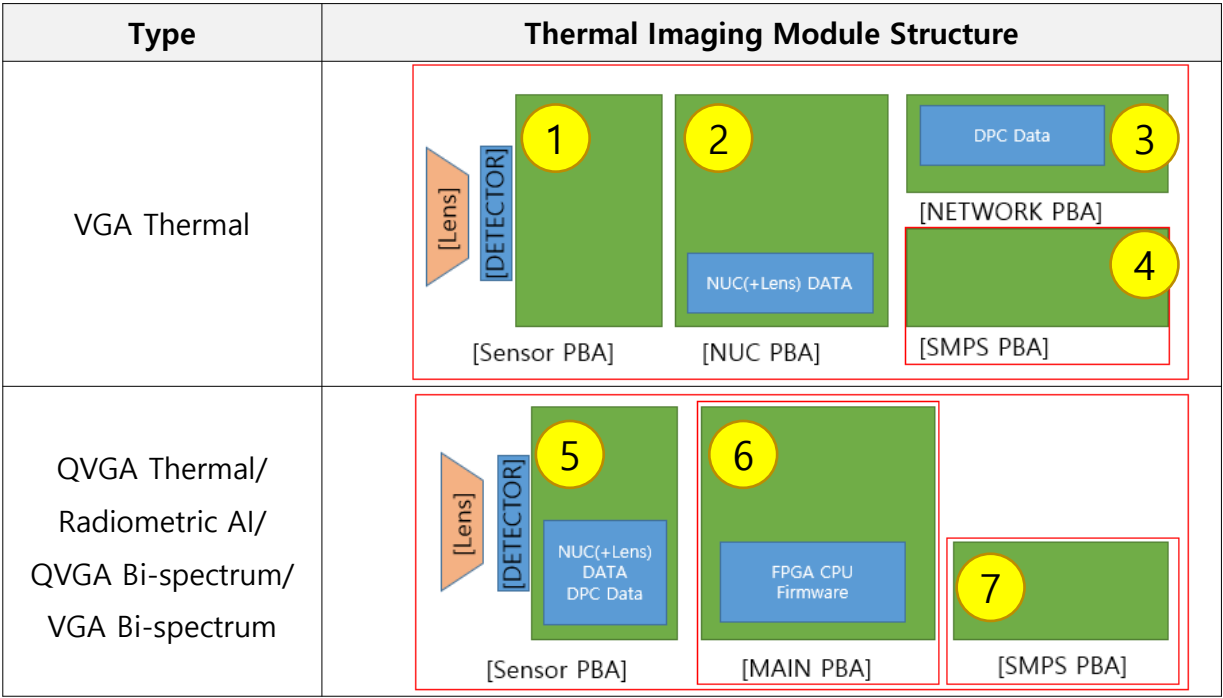 Type
Thermal Imaging Module Structure
VGA Thermal
[Lens]
[DETECTOR]
1
[Sensor PBA]
2
NUC(+Lens) DATA
[NUC PBA]
DPC Data
3
[NETWORK PBA]
4
[SMPS PBA]
QVGA Thermal/
Radiometric AI/
QVGA Bi-spectrum/
VGA Bi-spectrum
[Lens]
[DETECTOR]
5
NUC(+Lens)
DATA
DPC Data
[Sensor PBA]
6
FPGA CPU
Firmware
[MAIN PBA]
7
[SMPS PBA]